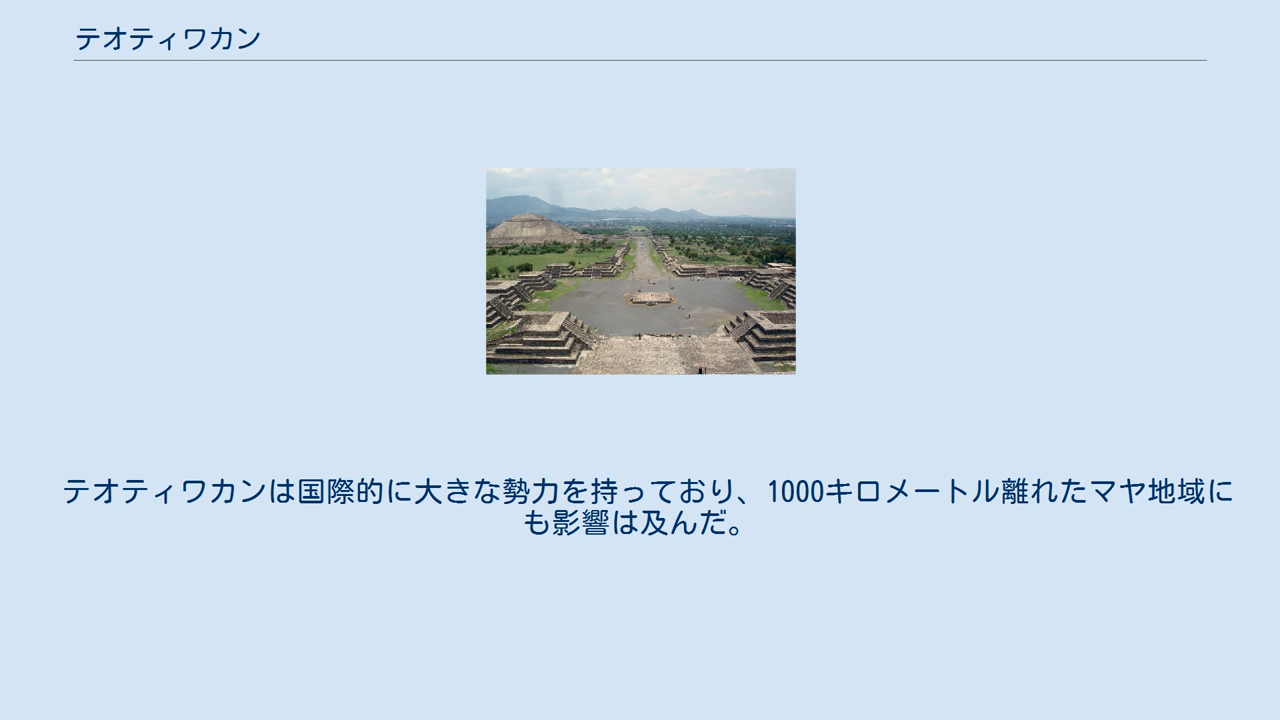 テオティワカン
テオティワカンは国際的に大きな勢力を持っており、1000キロメートル離れたマヤ地域に
も影響は及んだ。